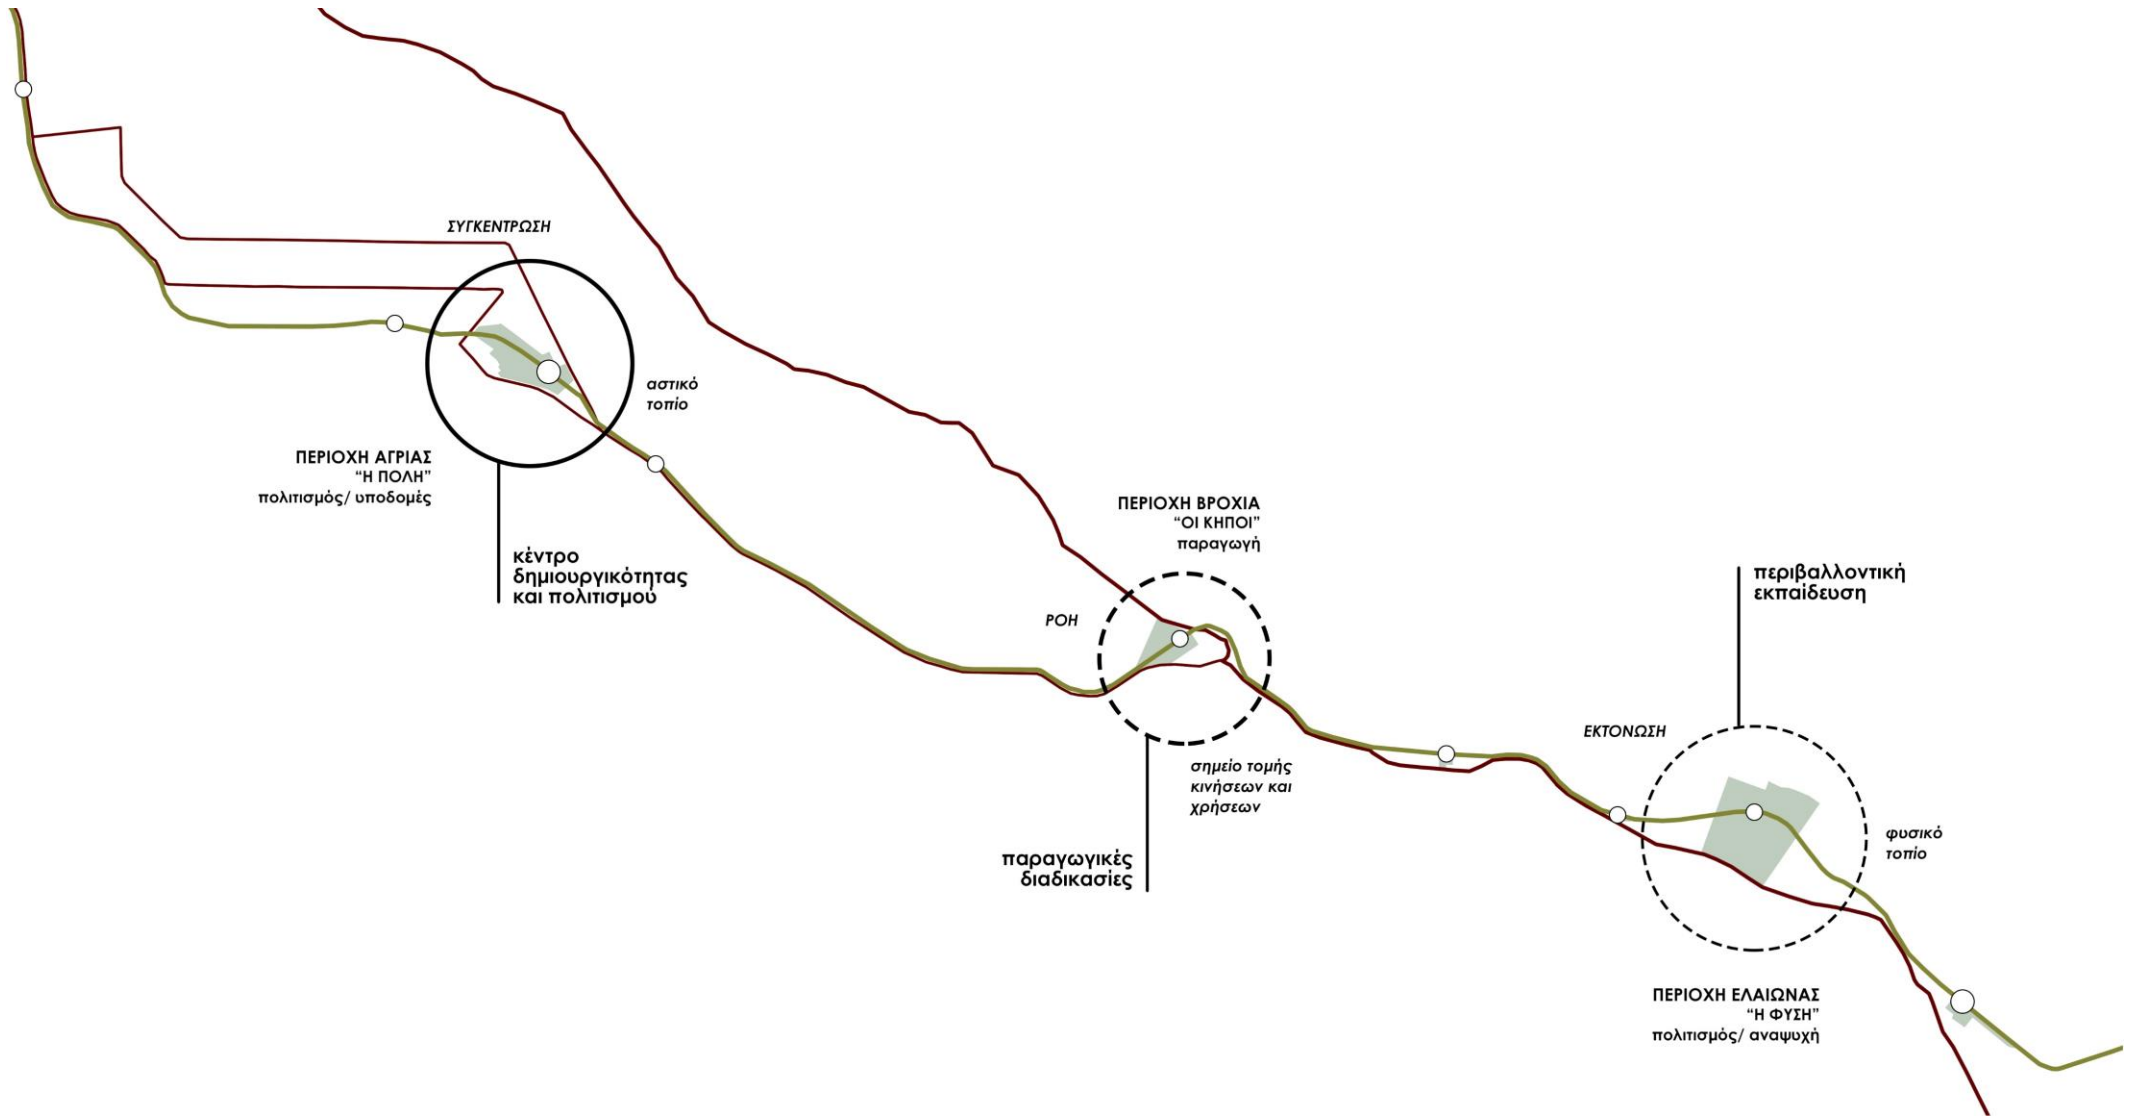 ΣΥΓΚΕΝΤΡΩΣΗ
αστικό
τοπίο
ΠΕΡΙΟΧΗ ΑΓΡΙΑΣ
“Η ΠΟΛΗ”
πολιτισμός/ υποδομές
κέντρο
δημιουργικότητας
και πολιτισμού
ΠΕΡΙΟΧΗ ΒΡΟΧΙΑ
“ΟΙ ΚΗΠΟΙ”
παραγωγή
ΡΟΗ
σημείο τομής
κινήσεων και
χρήσεων
παραγωγικές
διαδικασίες
περιβαλλοντική
εκπαίδευση
ΕΚΤΟΝΩΣΗ
φυσικό
τοπίο
ΠΕΡΙΟΧΗ ΕΛΑΙΩΝΑΣ
“Η ΦΥΣΗ”
πολιτισμός/ αναψυχή